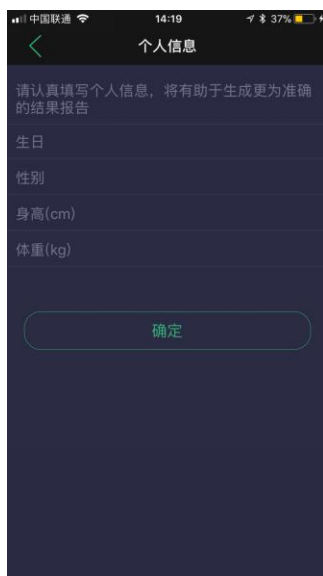 中国联通 14:19 37%
个人信息
请认真填写个人信息，将有助于生成更为准确
的结果报告
生日
性别
身高(cm)
体重(kg)
确定